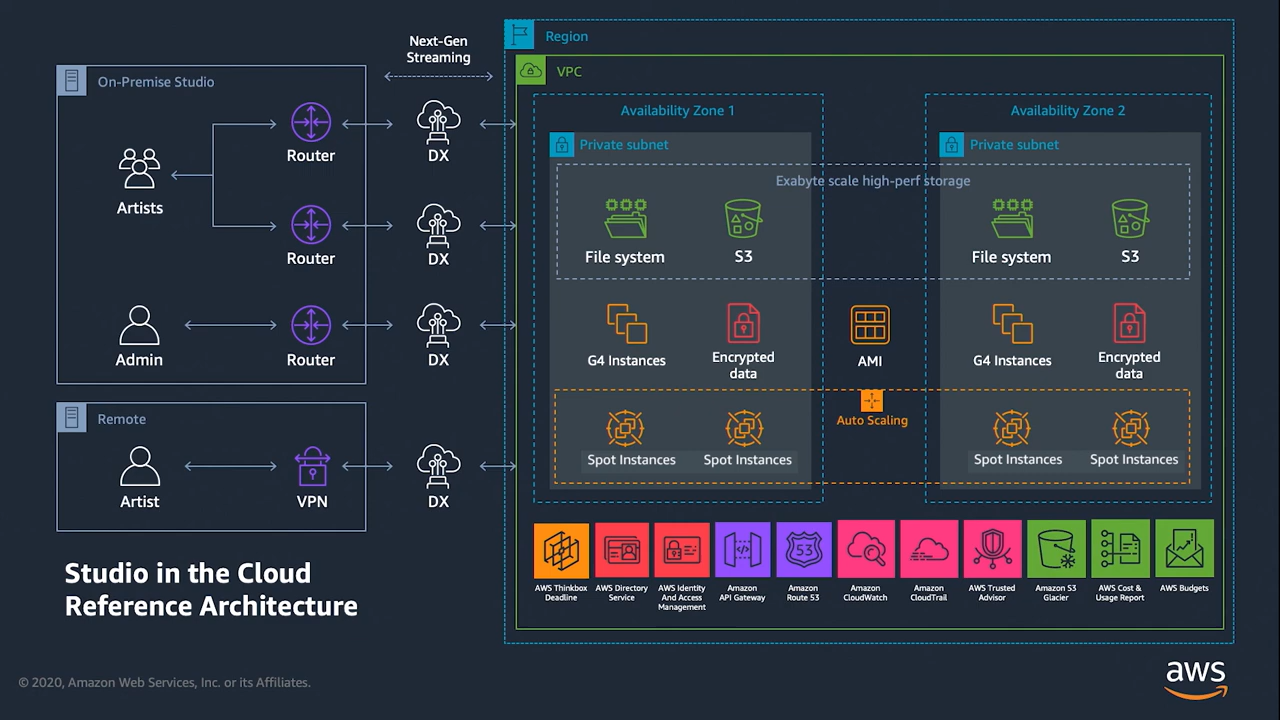 Next-Gen
Streaming
Region
VPC
On-Premise Studio
Availability Zone 1
Availability Zone 2
Private subnet
Private subnet
Router
DX
Exabyte scale high-perf storage
Artists
Router
DX
File system
S3
File system
S3
Admin
Router
DX
G4 Instances
Encrypted
data
AMI
G4 Instances
Encrypted
data
Remote
Auto Scaling
Spot Instances
Spot Instances
Spot Instances
Spot Instances
Artist
VPN
DX
53
AWS Thinkbox
Deadline
AWS Directory
Service
AWS Identity
And Access
Management
Amazon
API Gateway
Amazon
Route 53
Amazon
CloudWatch
Amazon
CloudTrail
AWS Trusted
Advisor
Amazon S3
Glacier
AWS Cost &
Usage Report
AWS Budgets
Studio in the Cloud
Reference Architecture
© 2020, Amazon Web Services, Inc. or its Affiliates.
aws